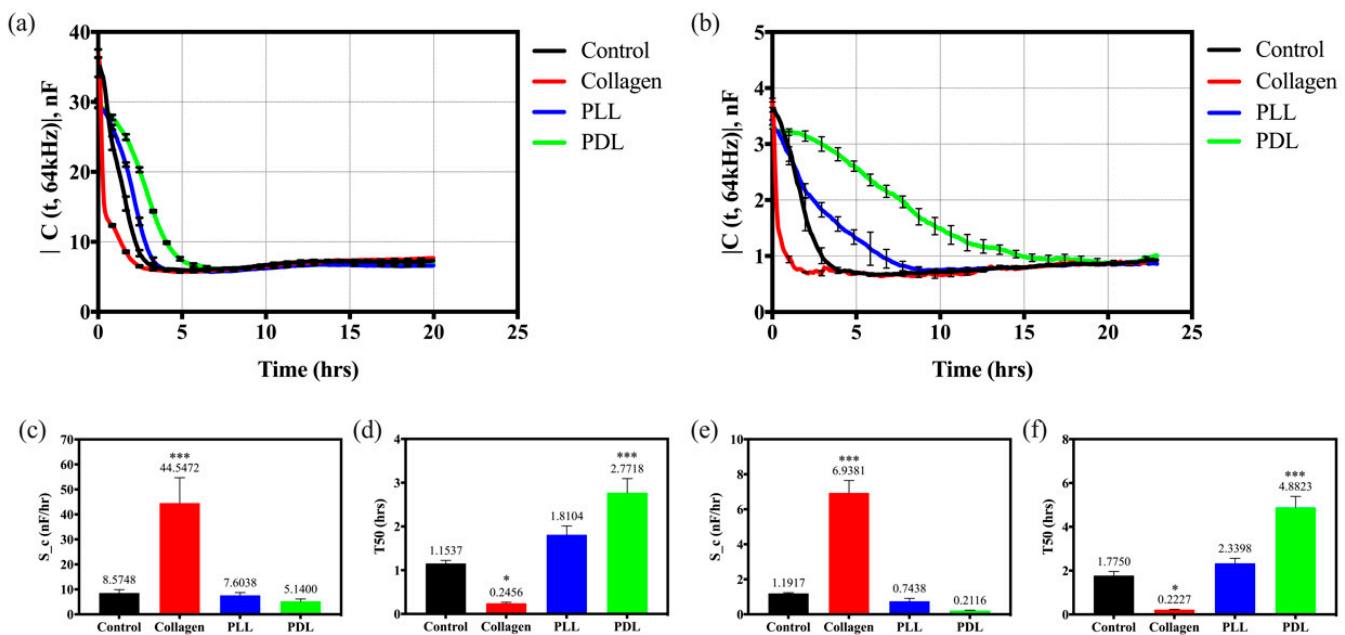 (a)
40
30
20
10
0
0 5 10 15 20 25
| C (t, 64kHz)|, nF
Time (hrs)
Control
Collagen
PLL
PDL
(b)
5
4
3
2
1
0
0 5 10 15 20 25
|C (t, 64kHz)|, nF
Time (hrs)
Control
Collagen
PLL
PDL
(c)
70
60
50
40
30
20
10
0
S_c (nF/hr)
8.5748
***
44.5472
7.6038
5.1400
Control Collagen PLL PDL
(d)
4
3
2
1
0
T50 (hrs)
1.1537
*
0.2456
1.8104
***
2.7718
Control Collagen PLL PDL
(e)
10
8
6
4
2
0
S_c (nF/hr)
1.1917
***
6.9381
0.7438
0.2116
Control Collagen PLL PDL
(f)
8
6
4
2
0
T50 (hrs)
1.7750
*
0.2227
2.3398
***
4.8823
Control Collagen PLL PDL